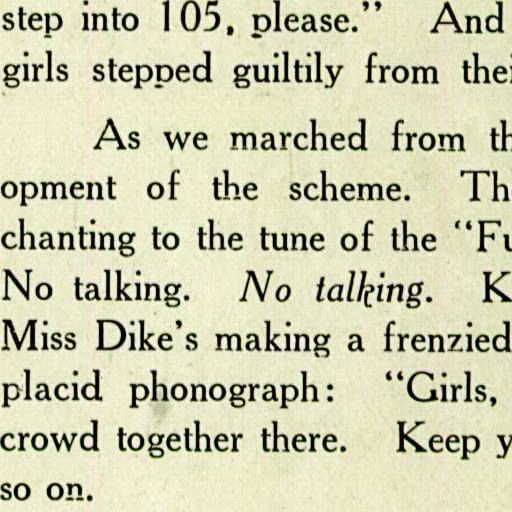 step into 105, please.” And
girls stepped guiltily from thei
As we marched from th
opment of the scheme. Th
chanting to the tune of the “Fu
No talking. No talking. K
Miss Dike’s making a frenzied
placid phonograph: “Girls,
crowd together there. Keep y
so on.